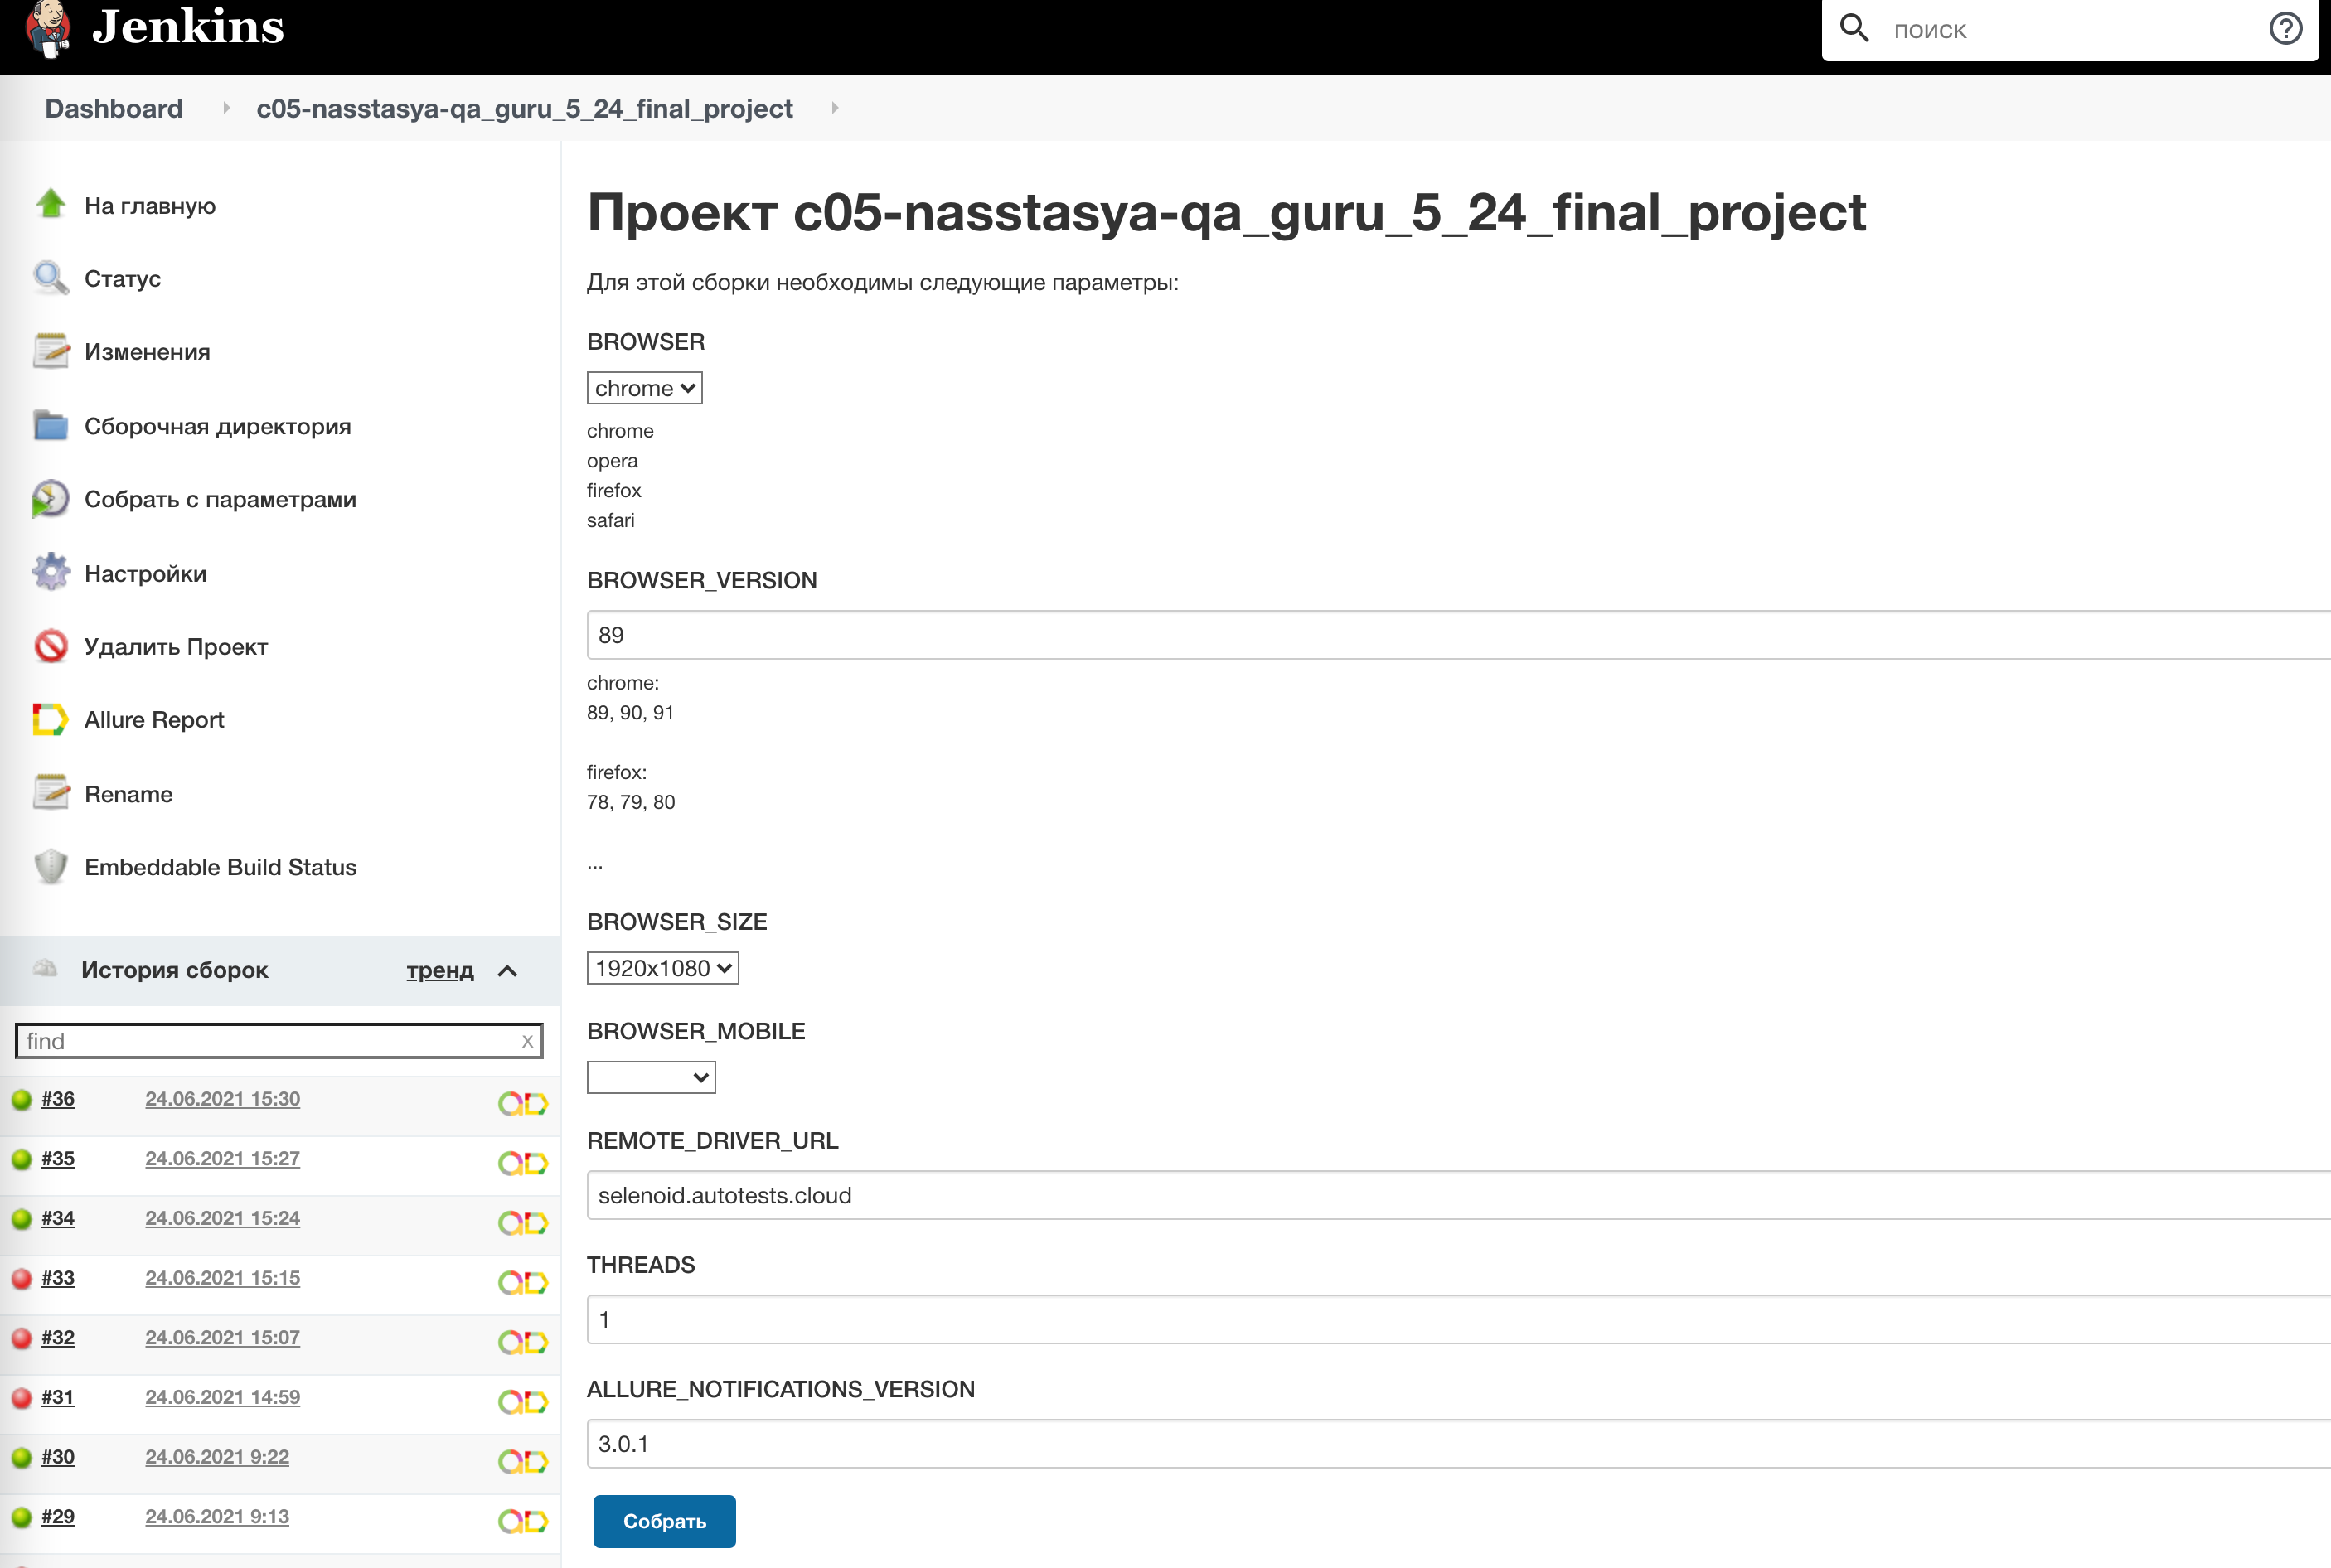 Jenkins
поиск
Dashboard
c05-nasstasya-qa_guru_5_24_final_project
На главную
Статус
Изменения
Сборочная директория
Собрать с параметрами
Настройки
Удалить Проект
Allure Report
Rename
Embeddable Build Status
История сборок
тренд
find
x
#36 24.06.2021 15:30
#35 24.06.2021 15:27
#34 24.06.2021 15:24
#33 24.06.2021 15:15
#32 24.06.2021 15:07
#31 24.06.2021 14:59
#30 24.06.2021 9:22
#29 24.06.2021 9:13
Проект c05-nasstasya-qa_guru_5_24_final_project
Для этой сборки необходимы следующие параметры:
BROWSER
chrome
chrome
opera
firefox
safari
BROWSER_VERSION
89
chrome:
89, 90, 91
firefox:
78, 79, 80
...
BROWSER_SIZE
1920x1080
BROWSER_MOBILE
REMOTE_DRIVER_URL
selenoid.autotests.cloud
THREADS
1
ALLURE_NOTIFICATIONS_VERSION
3.0.1
Собрать